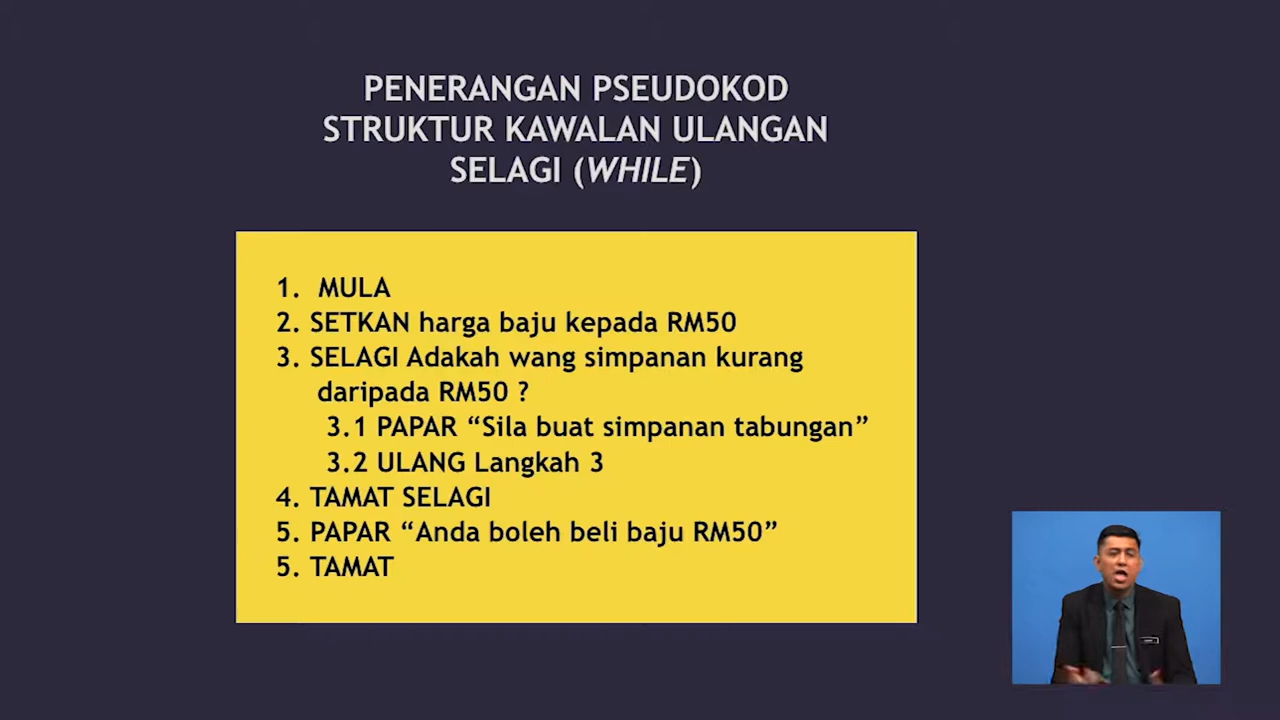 PENERANGAN PSEUDOKOD
STRUKTUR KAWALAN ULANGAN
SELAGI (WHILE)
1. MULA
2. SETKAN harga baju kepada RM50
3. SELAGI Adakah wang simpanan kurang
daripada RM50 ?
3.1 PAPAR “Sila buat simpanan tabungan”
3.2 ULANG Langkah 3
4. TAMAT SELAGI
5. PAPAR “Anda boleh beli baju RM50”
5. TAMAT